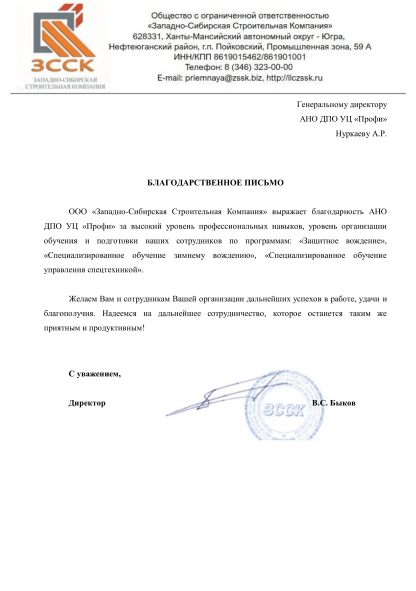 ЗССК
ЗАПАДНО-СИБИРСКАЯ
СТРОИТЕЛЬНАЯ КОМПАНИЯ
Общество с ограниченной ответственностью
«Западно-Сибирская Строительная Компания»
628331, Ханты-Мансийский автономный округ - Югра,
Нефтеюганский район, г.п. Пойковский, Промышленная зона, 59 А
ИНН/КПП 8619015462/861901001
Телефон: 8 (346) 323-00-00
E-mail: priemnaya@zssk.biz, http://llczssk.ru
Генеральному директору
АНО ДПО УЦ «Профи»
Нуркаеву А.Р.
БЛАГОДАРСТВЕННОЕ ПИСЬМО
ООО «Западно-Сибирская Строительная Компания» выражает благодарность АНО
ДПО УЦ «Профи» за высокий уровень профессиональных навыков, уровень организации
обучения и подготовки наших сотрудников по программам: «Защитное вождение»,
«Специализированное обучение зимнему вождению», «Специализированное обучение
управления спецтехникой».
Желаем Вам и сотрудникам Вашей организации дальнейших успехов в работе, удачи и
благополучия. Надеемся на дальнейшее сотрудничество, которое останется таким же
приятным и продуктивным!
С уважением,
Директор
ЗССК
В.С. Быков